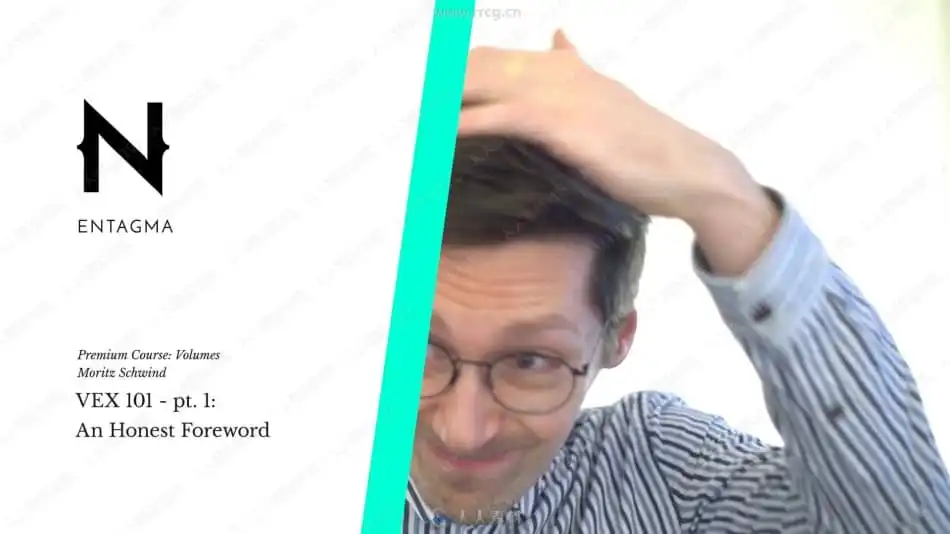 ENTAGMA
Premium Course: Volumes
Moritz Schwind
VEX 101 - pt. 1:
An Honest Foreword